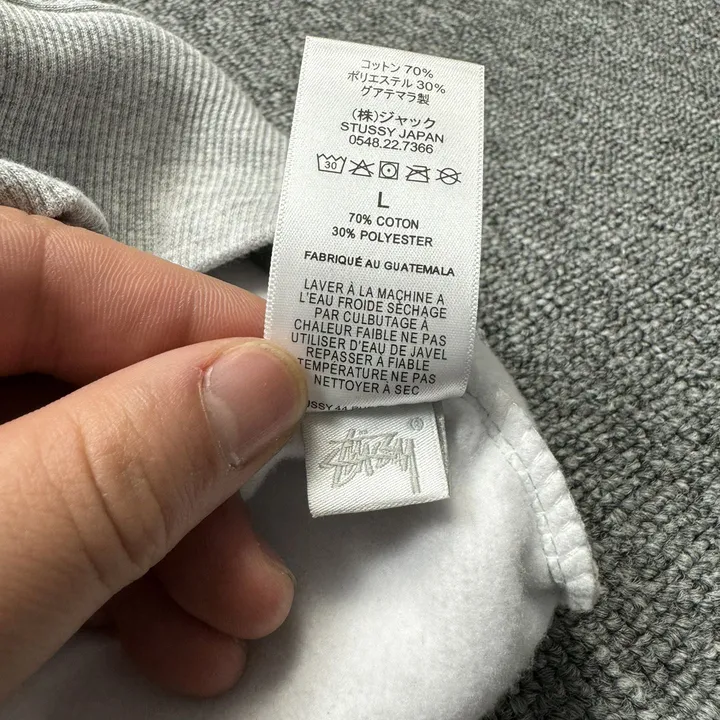 コットン 70%
ポリエステル 30%
グアテマラ製
(株)ジャック
STUSSY JAPAN
0548.22.7366
30
L
70% COTON
30% POLYESTER
FABRIQUÉ AU GUATEMALA
LAVER À LA MACHINE A
L'EAU FROIDE SÉCHAGE
PAR CULBUTAGE À
CHALEUR FAIBLE NE PAS
UTILISER D'EAU DE JAVEL
REPASSER À FIABLE
TEMPÉRATURE NE PAS
NETTOYER À SEC
STÜSSY ®